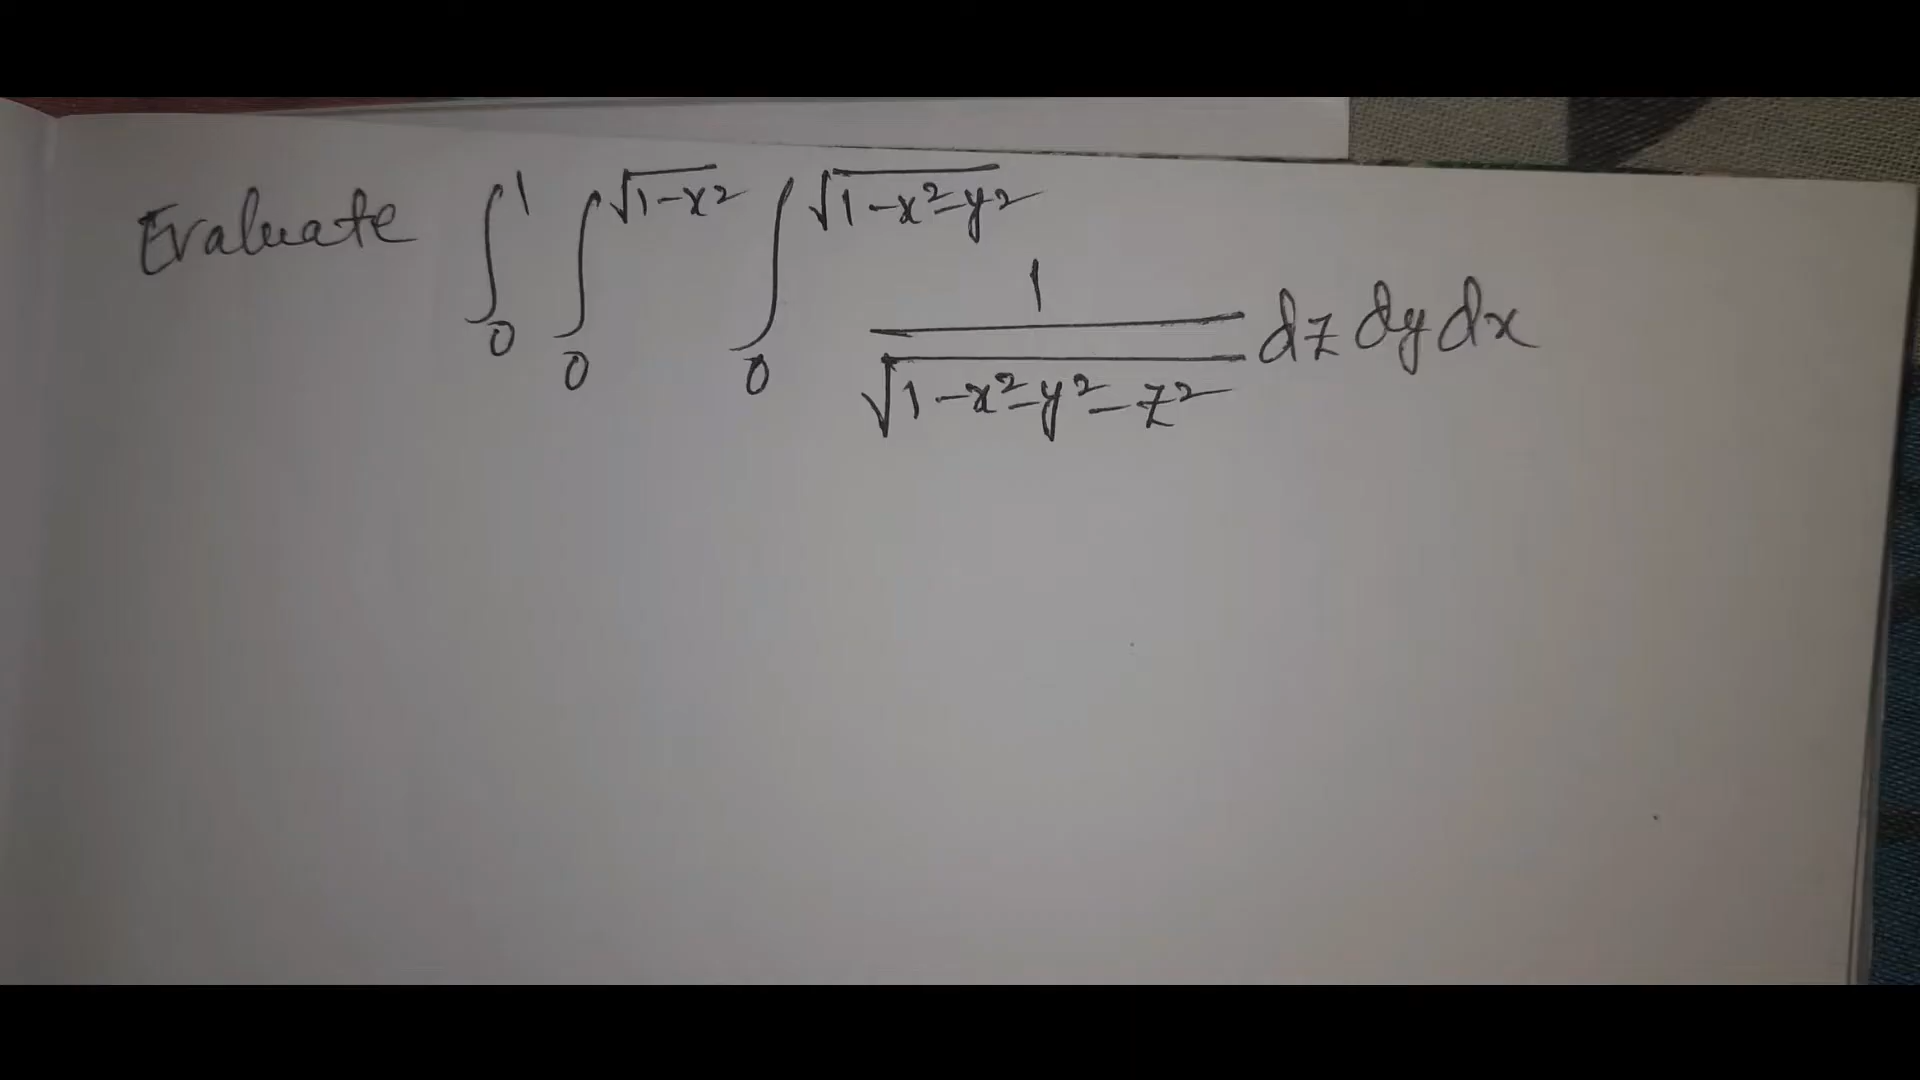 Evaluate ∫₀¹ ∫₀^√(1-x²) ∫₀^√(1-x²-y²) 1/√(1-x²-y²-z²) dz dy dx